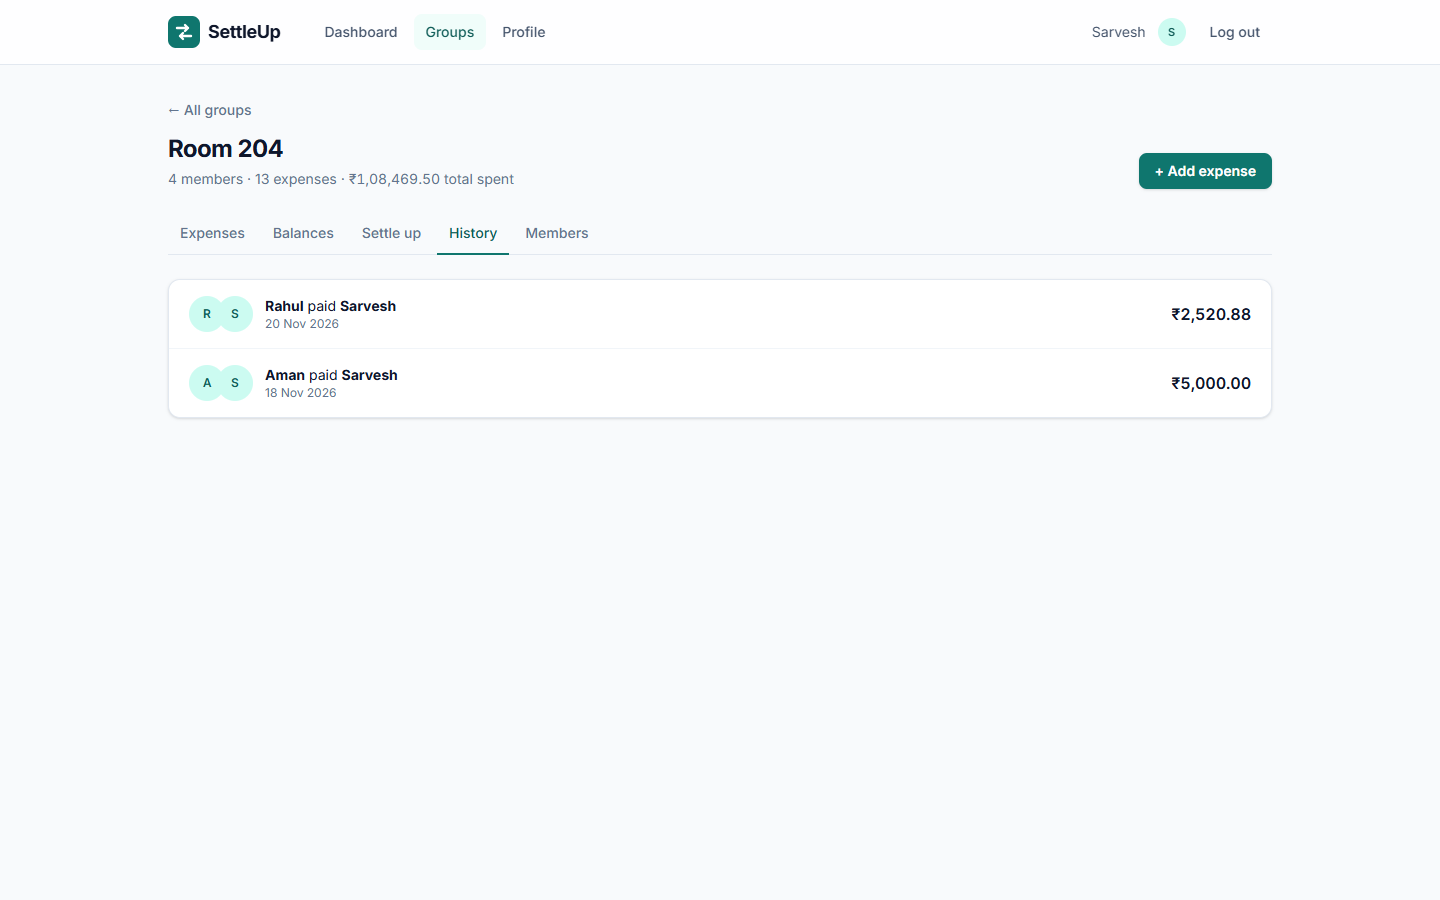 SettleUp Dashboard Groups Profile Sarvesh S Log out
← All groups
Room 204
4 members · 13 expenses · ₹1,08,469.50 total spent
+ Add expense
Expenses Balances Settle up History Members
R S Rahul paid Sarvesh ₹2,520.88
20 Nov 2026
A S Aman paid Sarvesh ₹5,000.00
18 Nov 2026